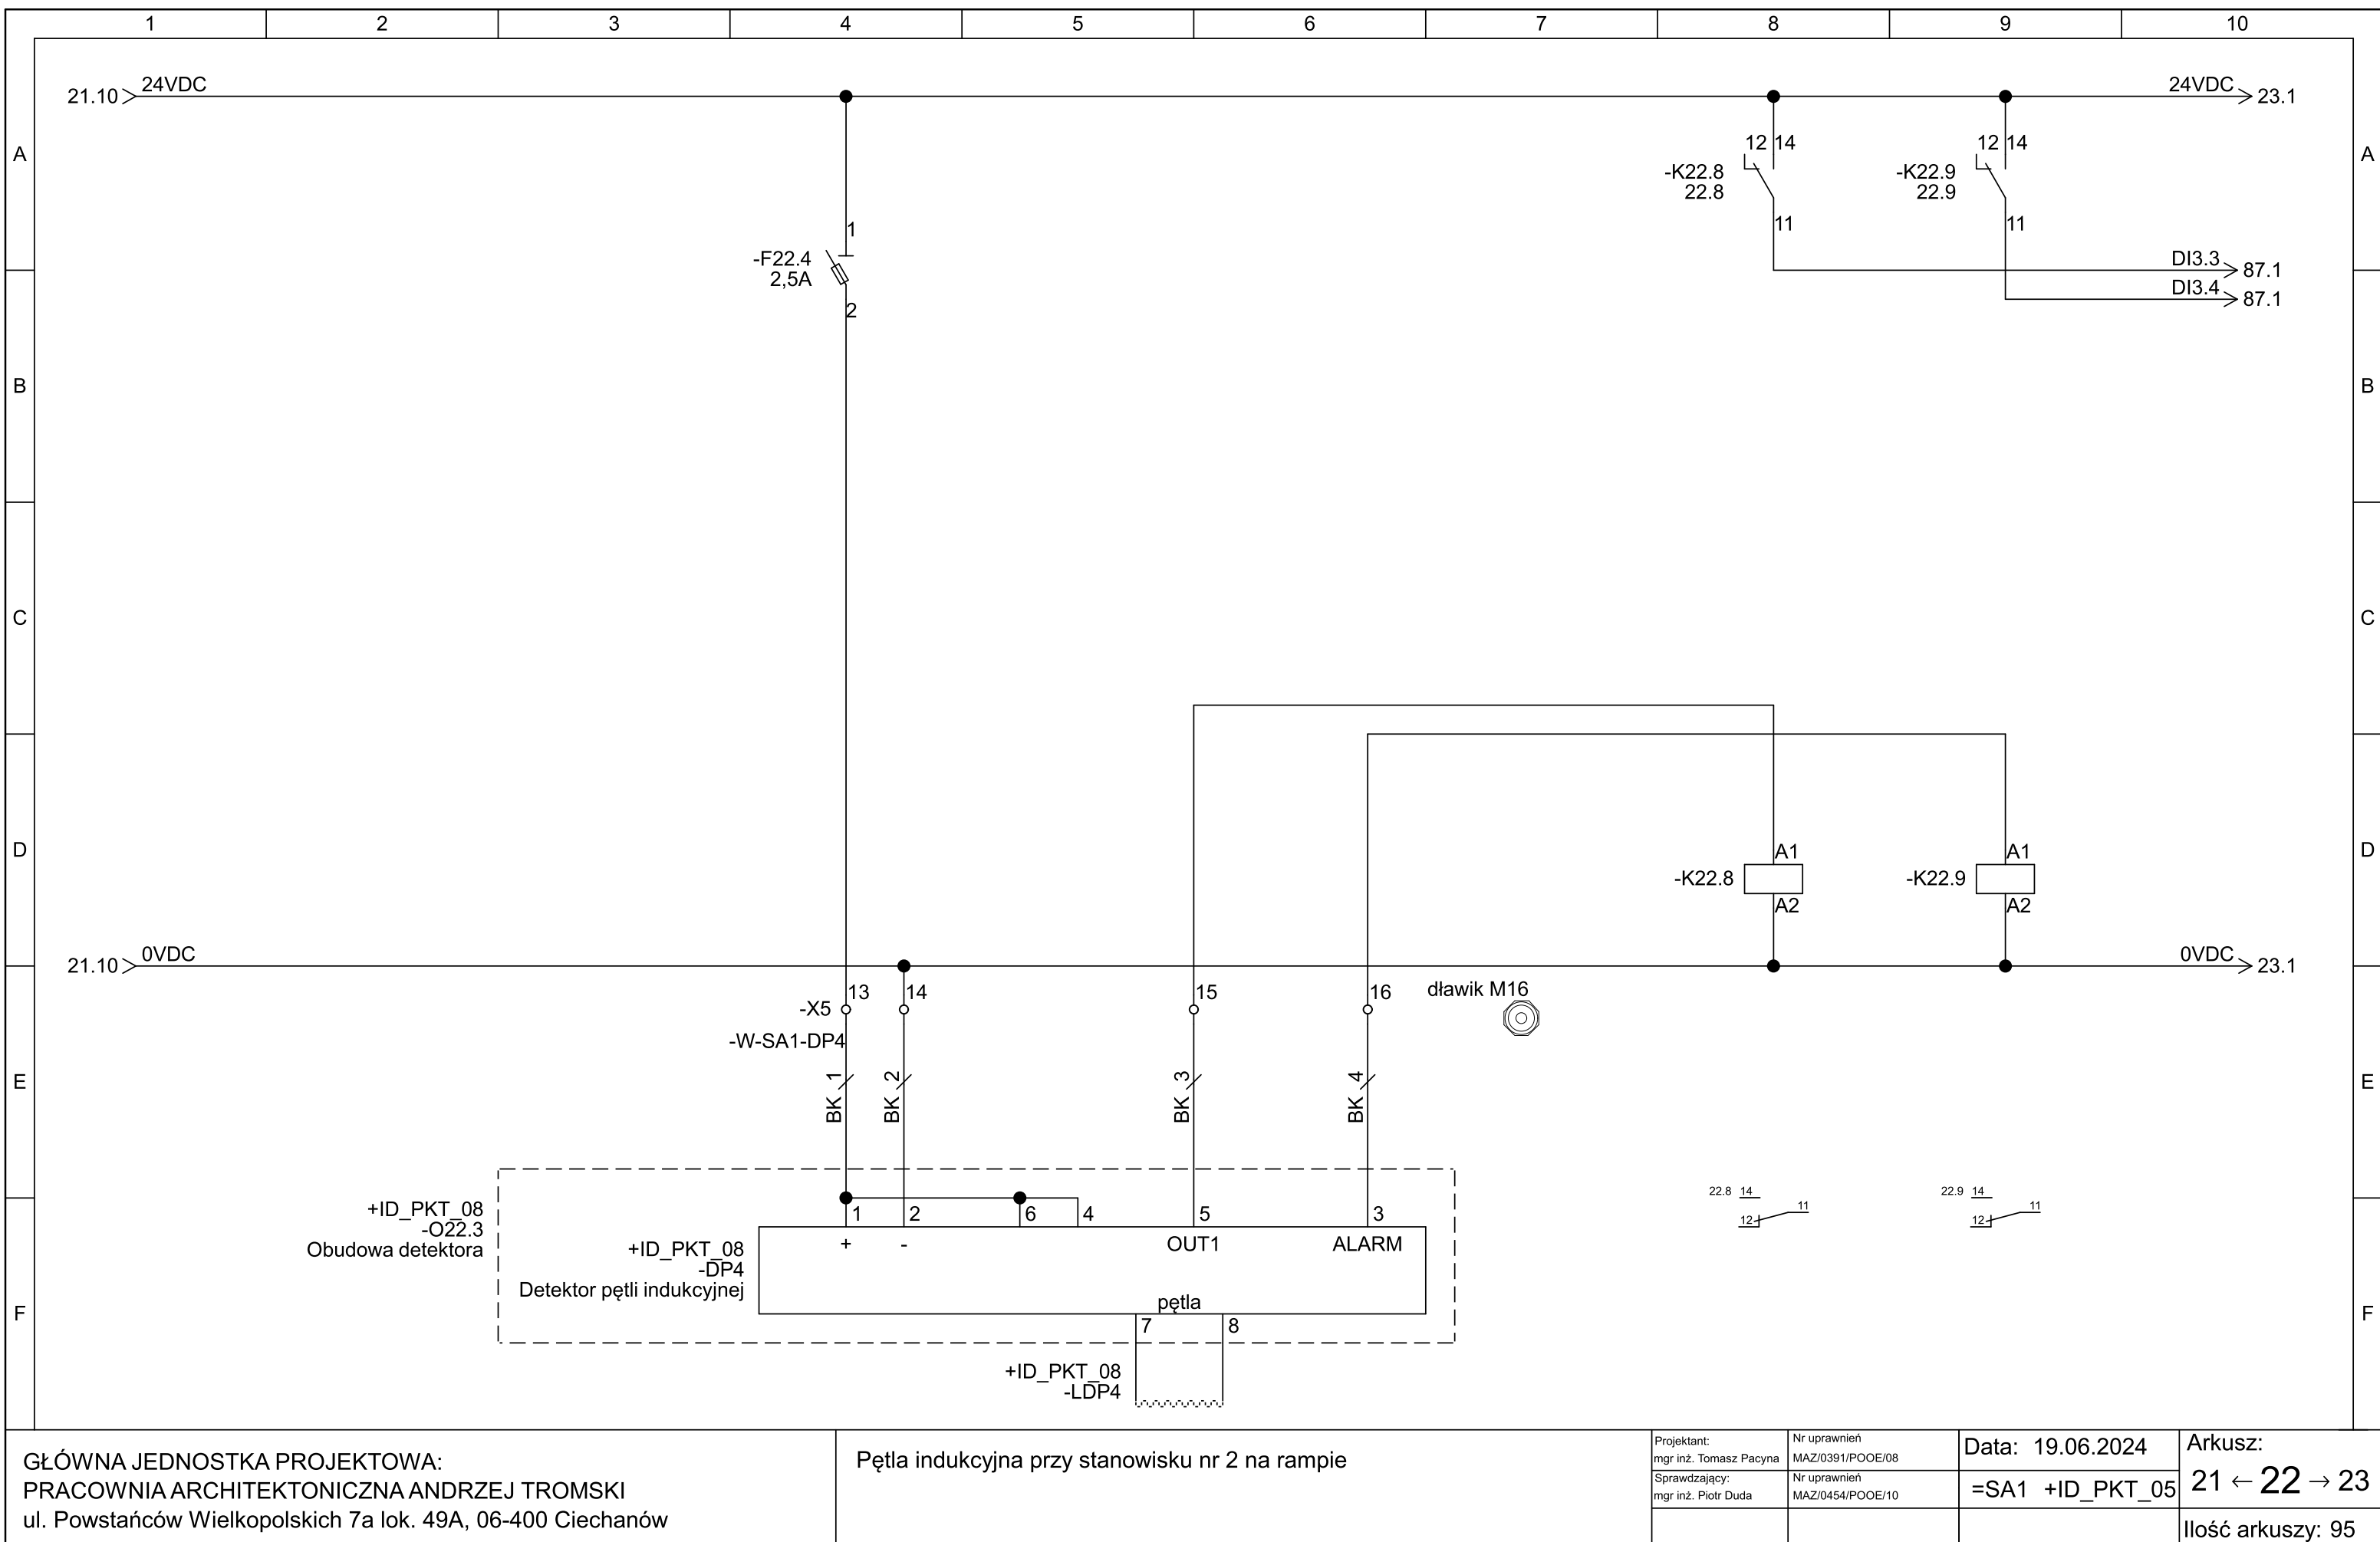 1 2 3 4 5 6 7 8 9 10
21.10 24VDC 24VDC 23.1
A A
12 14 12 14
-K22.8 -K22.9
22.8 22.9
11 11
1
-F22.4
2,5A
2
DI3.3 87.1
DI3.4 87.1
B B
C C
D D
A1 A1
-K22.8 -K22.9
A2 A2
21.10 0VDC 0VDC 23.1
13 14 15 16 dławik M16
-X5
-W-SA1-DP4
E E
BK 1 BK 2 BK 3 BK 4
22.8 14 22.9 14
11 11
12 12
+ID_PKT_08
-O22.3
Obudowa detektora
1 2 6 4 5 3
+ - OUT1 ALARM
+ID_PKT_08
-DP4
Detektor pętli indukcyjnej
pętla
F F
7 8
+ID_PKT_08
-LDP4
GŁÓWNA JEDNOSTKA PROJEKTOWA:
PRACOWNIA ARCHITEKTONICZNA ANDRZEJ TROMSKI
ul. Powstańców Wielkopolskich 7a lok. 49A, 06-400 Ciechanów
Pętla indukcyjna przy stanowisku nr 2 na rampie
Projektant:
mgr inż. Tomasz Pacyna
Nr uprawnień
MAZ/0391/POOE/08
Sprawdzający:
mgr inż. Piotr Duda
Nr uprawnień
MAZ/0454/POOE/10
Data: 19.06.2024
=SA1 +ID_PKT_05
Arkusz:
21 ← 22 → 23
Ilość arkuszy: 95